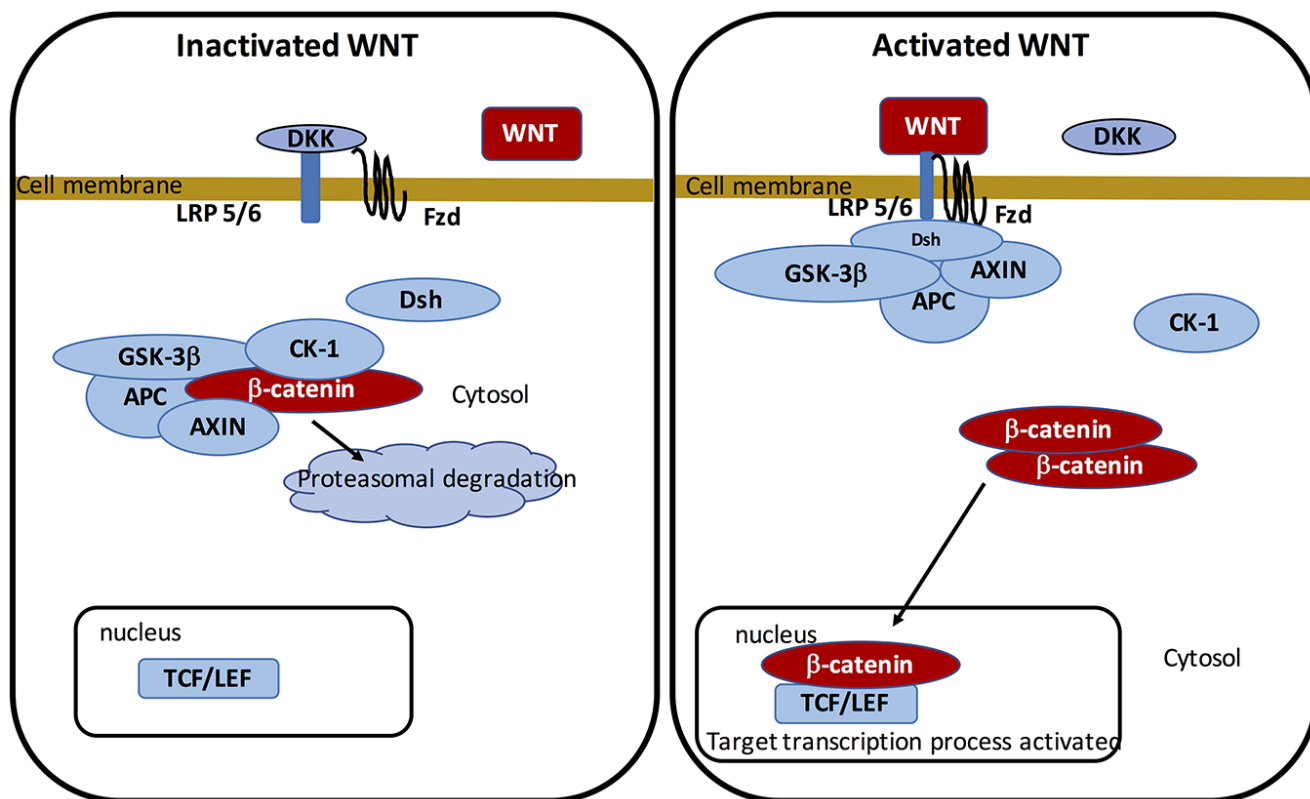 Inactivated WNT
DKK
WNT
Cell membrane
LRP 5/6
Fzd
Dsh
GSK-3β
CK-1
APC
β-catenin
AXIN
Cytosol
Proteasomal degradation
nucleus
TCF/LEF
Activated WNT
WNT
DKK
Cell membrane
LRP 5/6
Fzd
Dsh
GSK-3β
AXIN
APC
CK-1
β-catenin
β-catenin
nucleus
β-catenin
Cytosol
TCF/LEF
Target transcription process activated